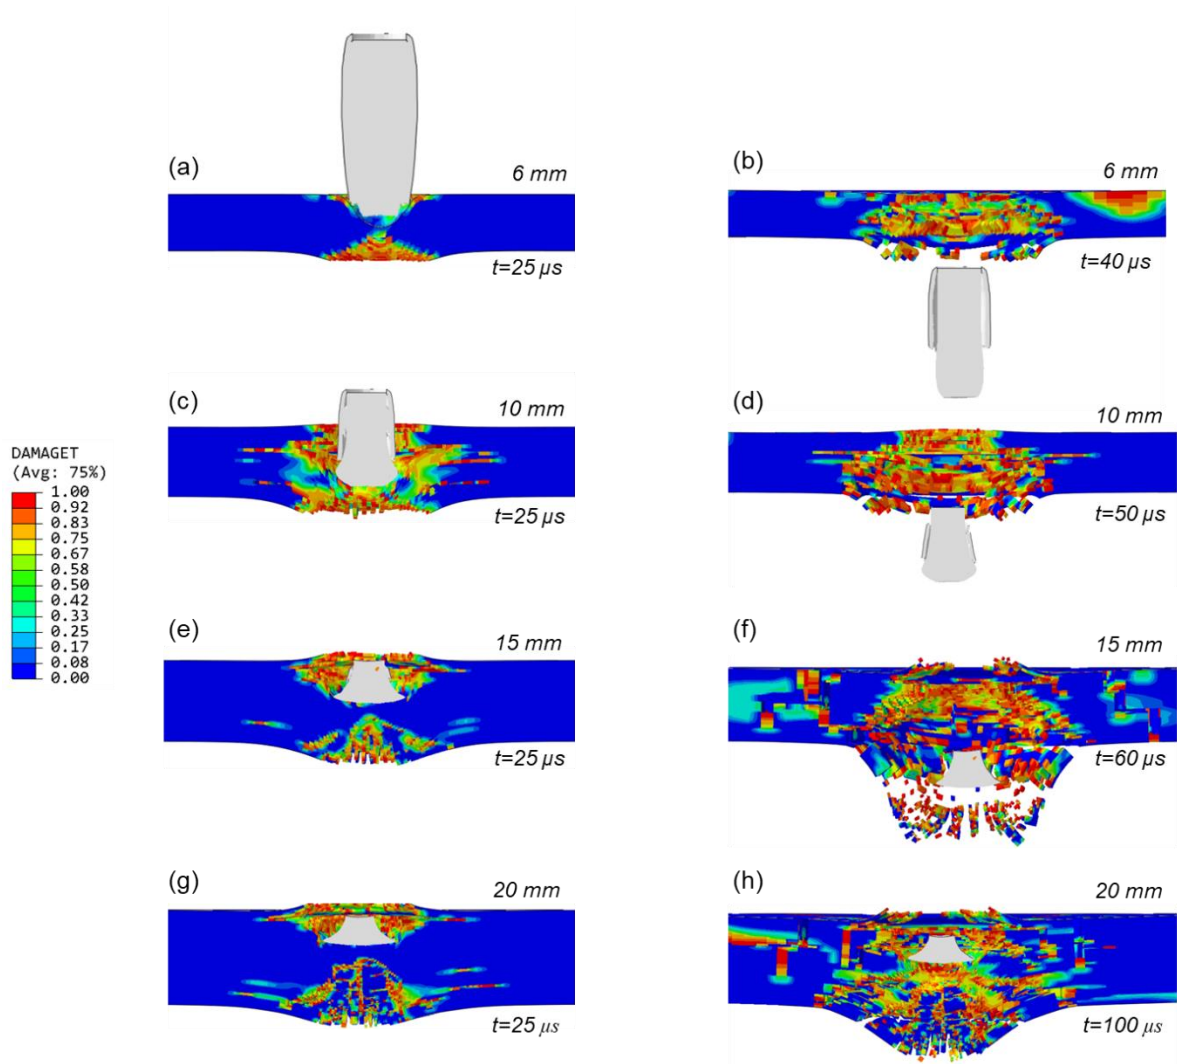 (a)
6 mm
t=25 μs
(b)
6 mm
t=40 μs
(c)
10 mm
t=25 μs
(d)
10 mm
t=50 μs
DAMAGET
(Avg: 75%)
1.00
0.92
0.83
0.75
0.67
0.58
0.50
0.42
0.33
0.25
0.17
0.08
0.00
(e)
15 mm
t=25 μs
(f)
15 mm
t=60 μs
(g)
20 mm
t=25 μs
(h)
20 mm
t=100 μs